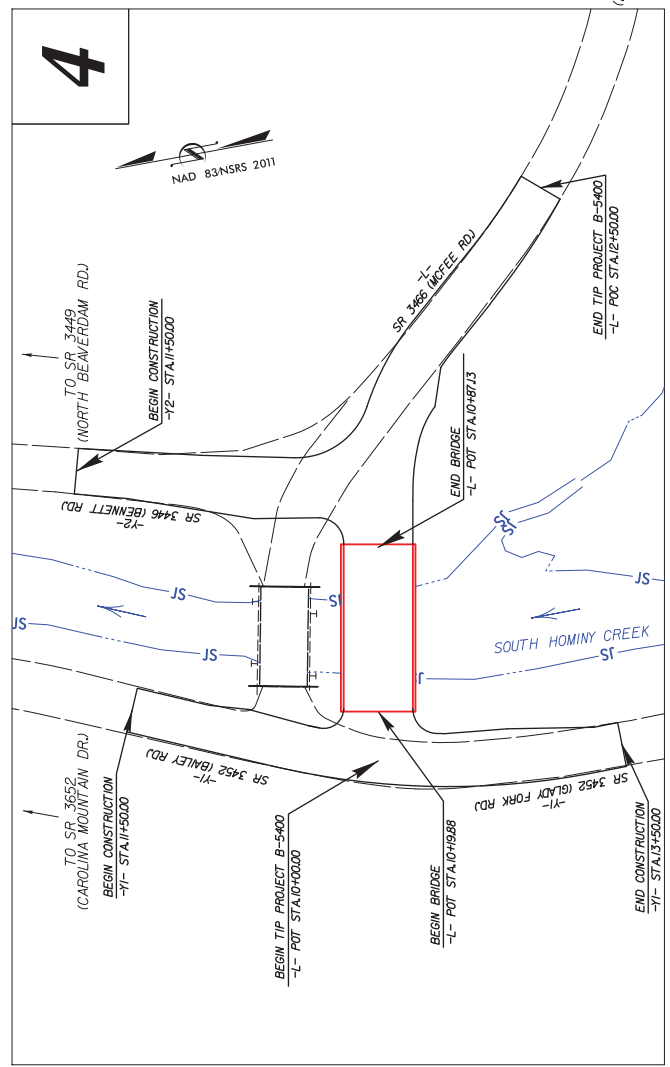 4
NAD 83/NSRS 2011
TO SR 3449
(NORTH BEAVERDAM RD.)
BEGIN CONSTRUCTION
-Y2- STA.11+50.00
-Y2-
SR 3446 (BENNETT RD.)
-L-
SR 3466 (MCFEE RD.)
END TIP PROJECT B-5400
-L- POC STA.12+50.00
END BRIDGE
-L- POT STA.10+87.13
JS
JS
JS
JS
JS
JS
JS
JS
JS
SOUTH HOMINY CREEK
TO SR 3652
(CAROLINA MOUNTAIN DR.)
BEGIN CONSTRUCTION
-Y1- STA.11+50.00
-Y1-
SR 3452 (BAILEY RD.)
BEGIN TIP PROJECT B-5400
-L- POT STA.10+00.00
BEGIN BRIDGE
-L- POT STA.10+19.88
-Y1-
SR 3452 (GLADY FORK RD.)
END CONSTRUCTION
-Y1- STA.13+50.00